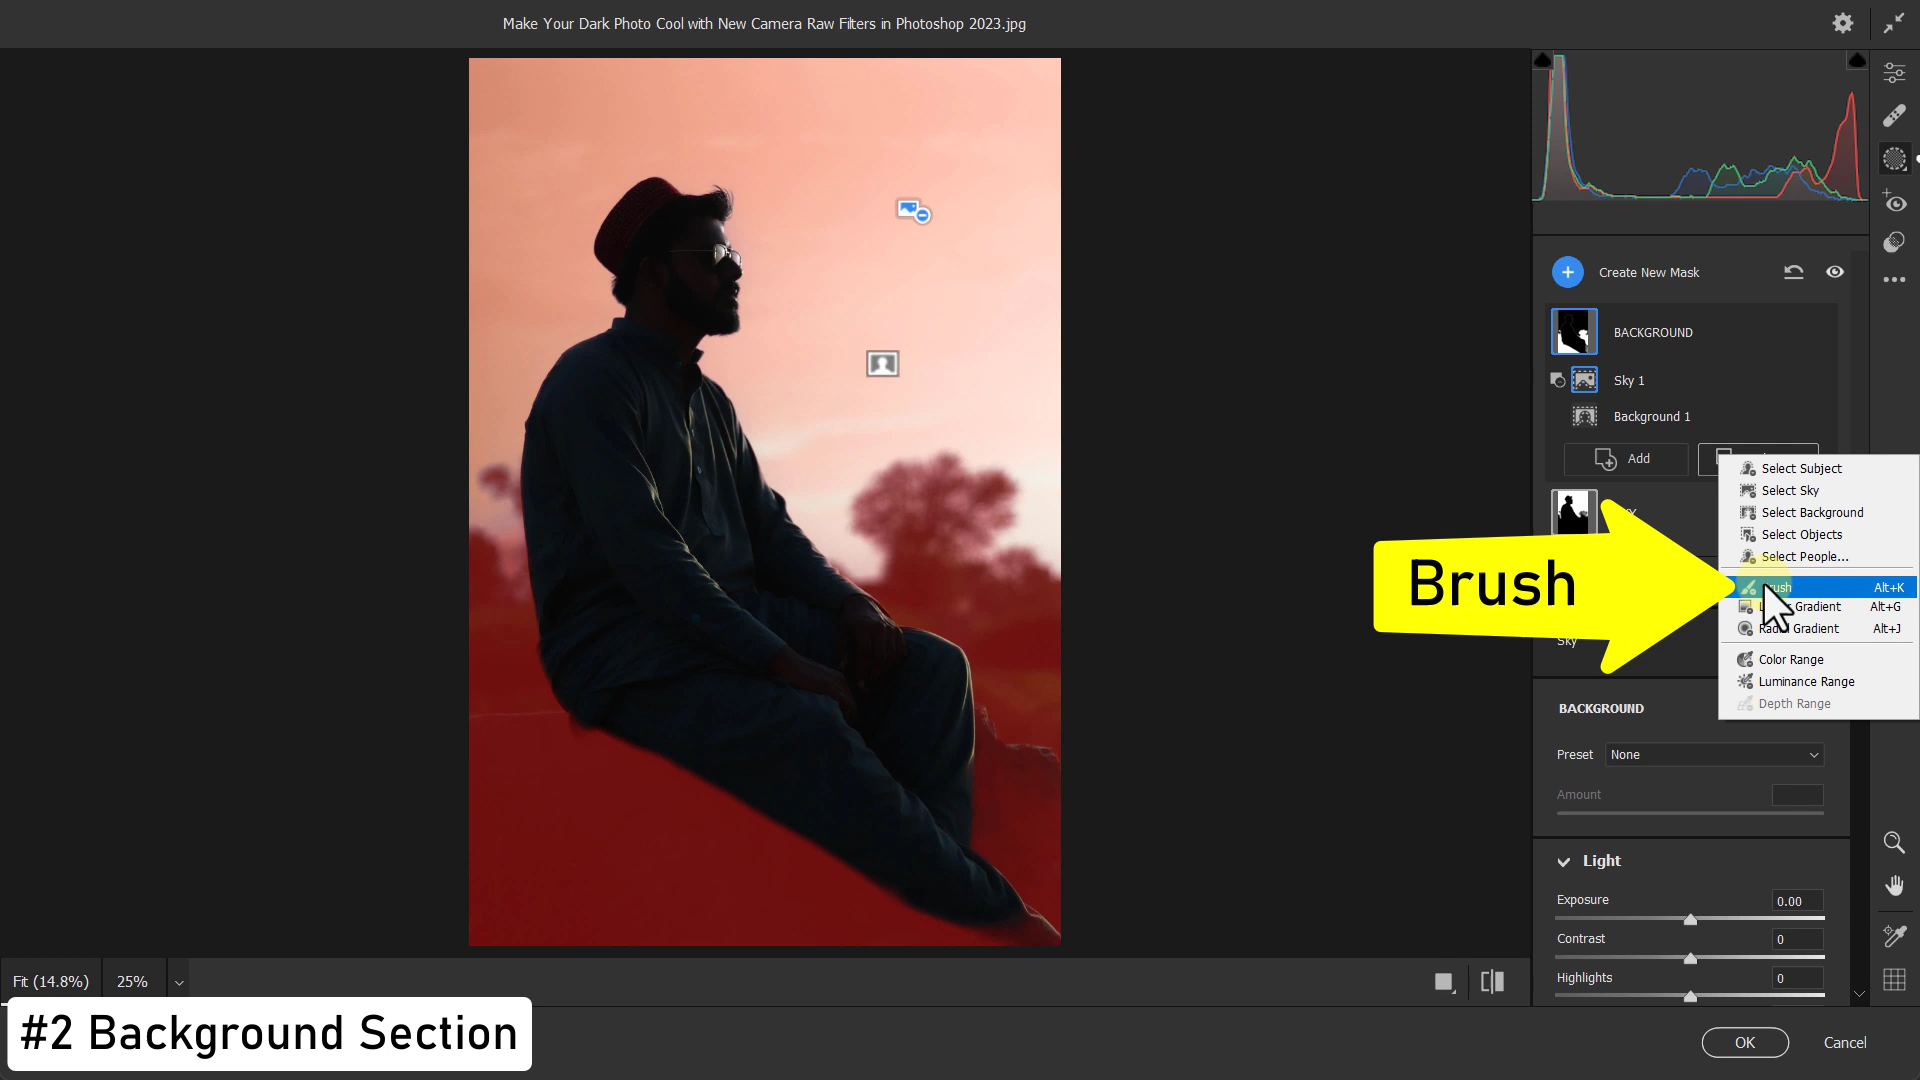 Make Your Dark Photo Cool with New Camera Raw Filters in Photoshop 2023.jpg
Create New Mask
BACKGROUND
Sky 1
Background 1
Add
Select Subject
Select Sky
Select Background
Select Objects
Select People...
Brush
Alt+K
Gradient Alt+G
Gradient Alt+J
Sky
Color Range
Luminance Range
Depth Range
BACKGROUND
Preset None
Amount
Light
Exposure 0.00
Contrast 0
Highlights 0
Fit (14.8%) 25%
#2 Background Section
OK Cancel